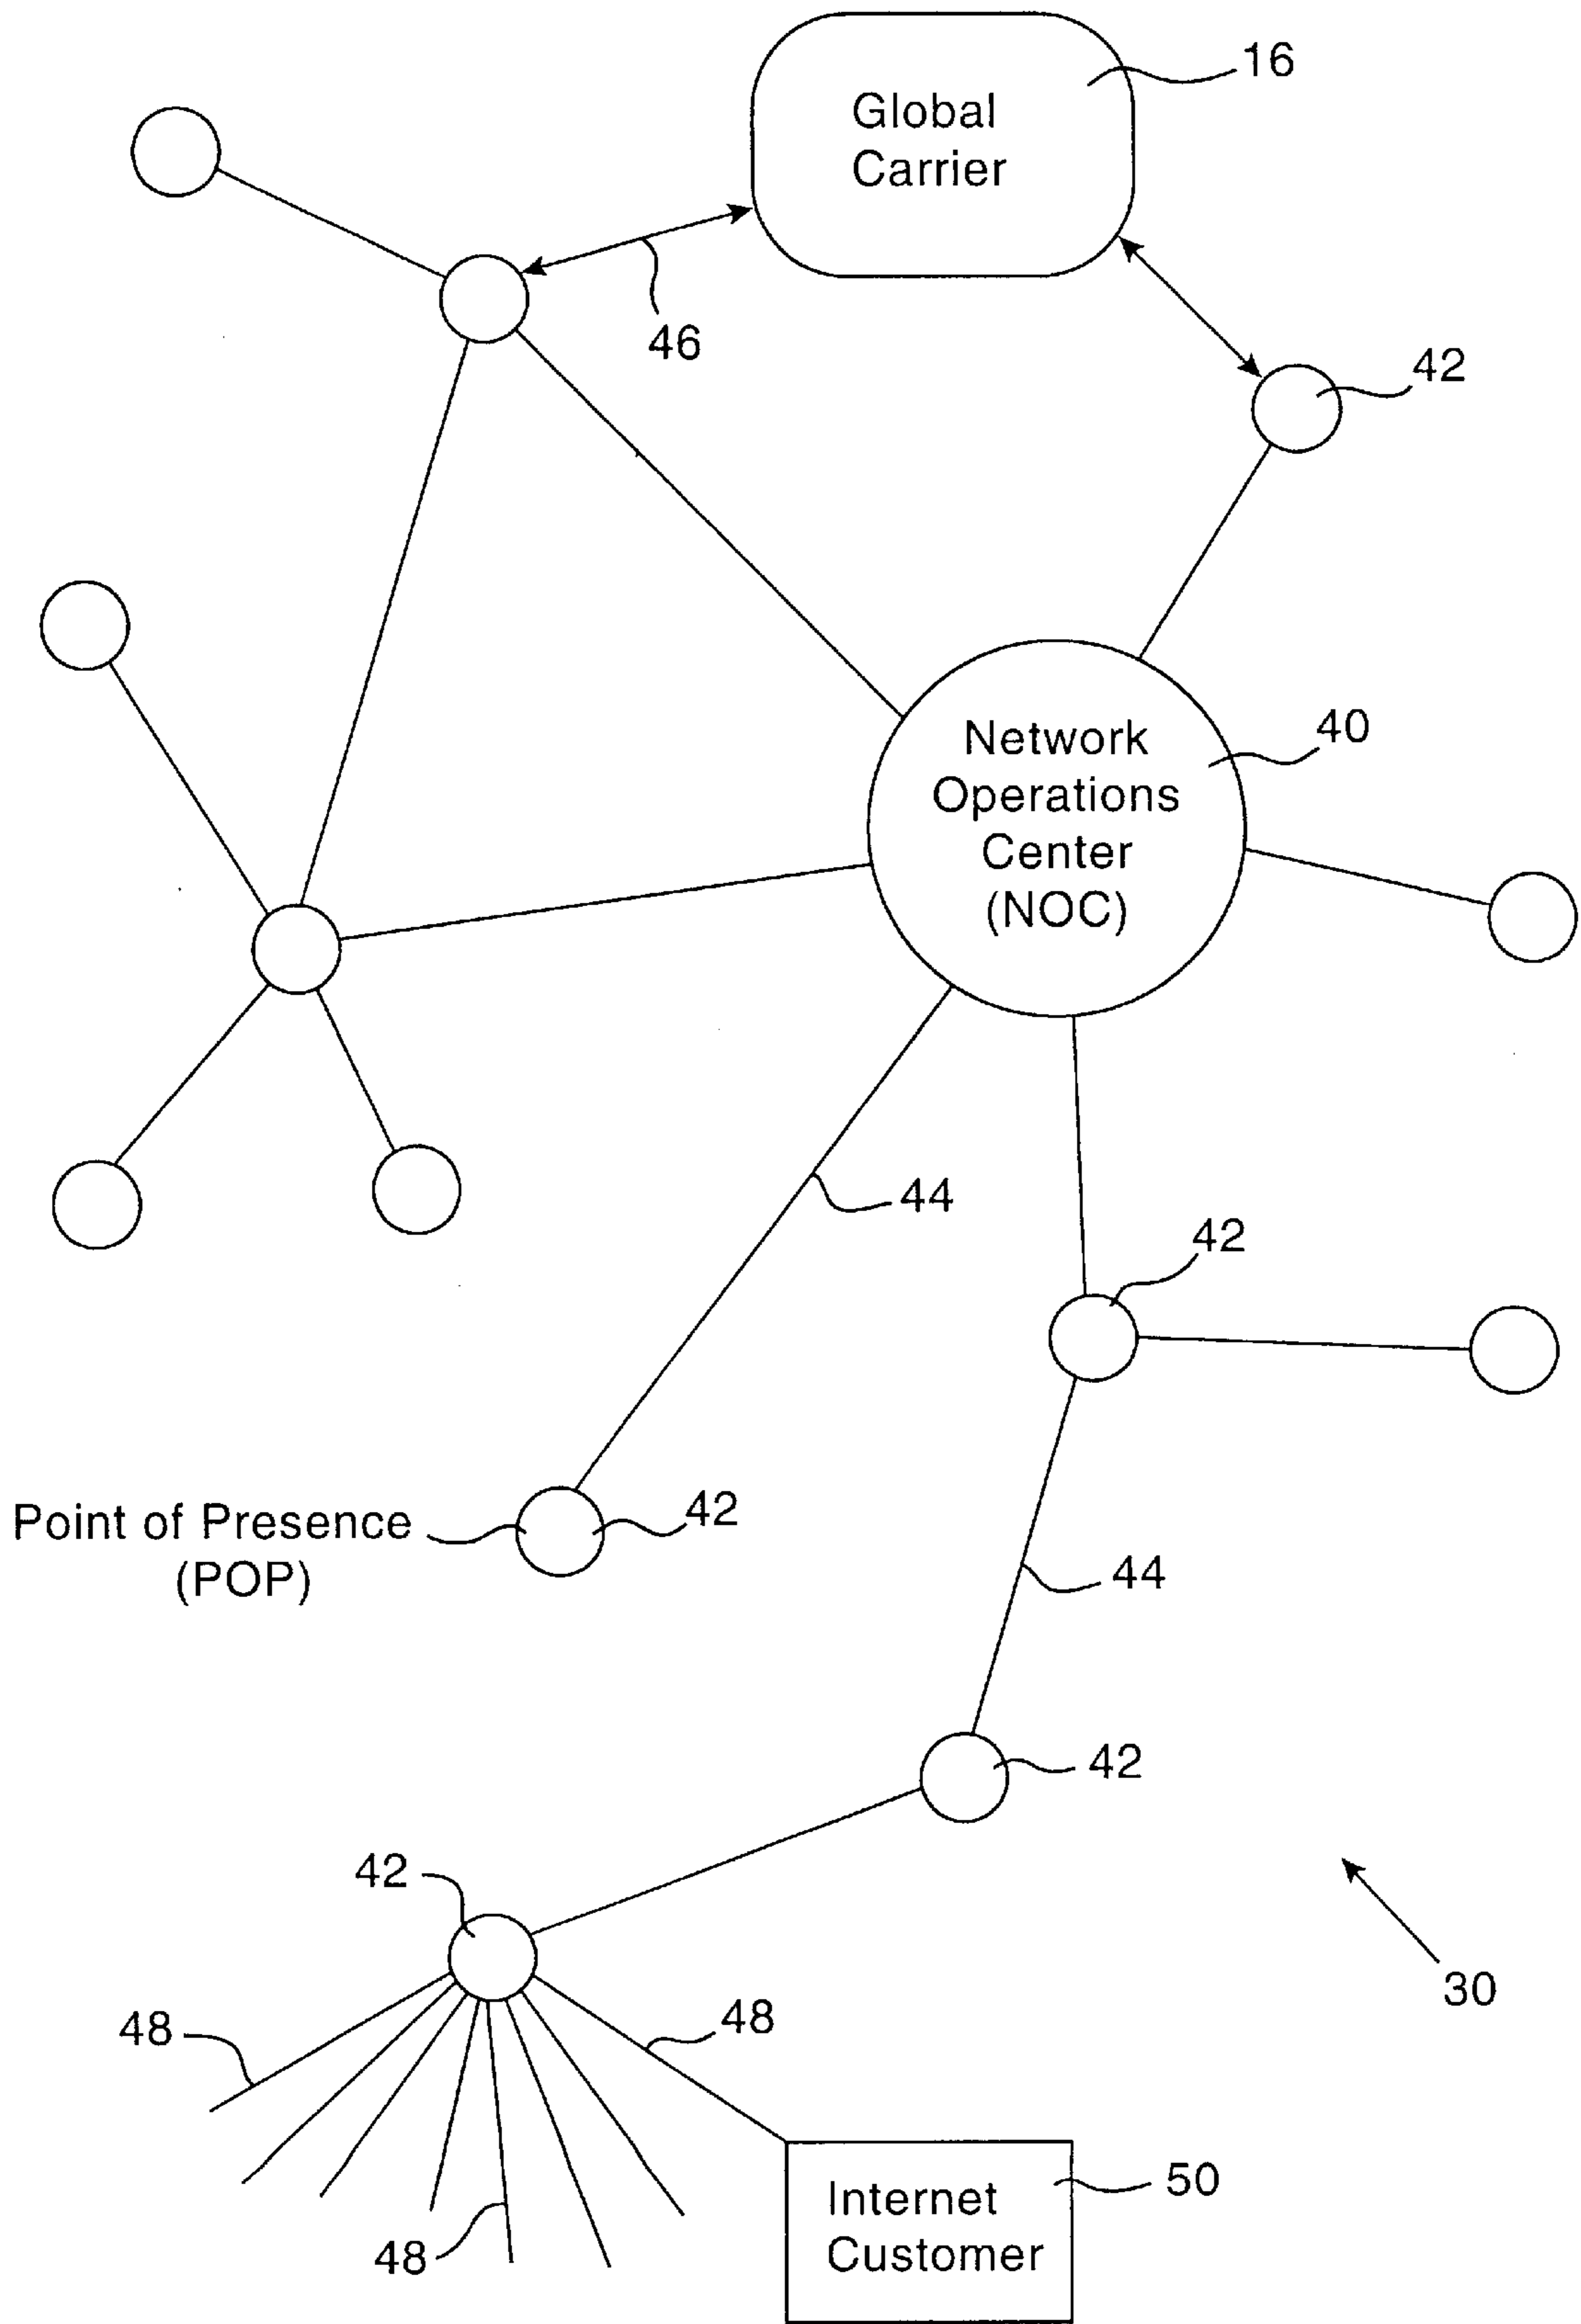 16
Global
Carrier
46
42
40
Network
Operations
Center
(NOC)
44
42
Point of Presence
(POP)
42
44
42
42
30
48
48
50
Internet
Customer
48